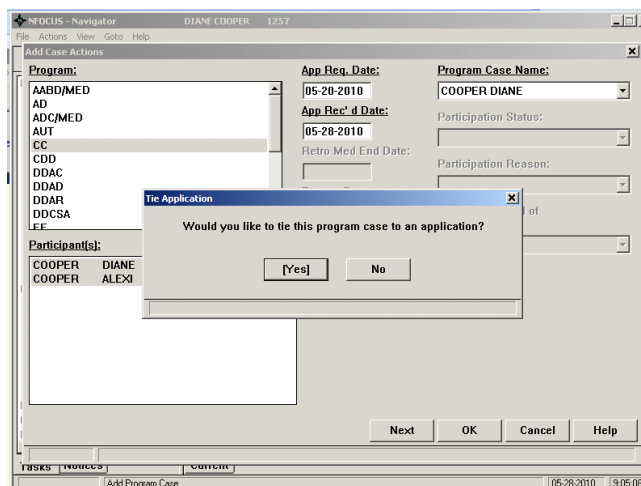 NFOCUS - Navigator DIANE COOPER 1257
File Actions View Goto Help
Add Case Actions
Program:
AABD/MED
AD
ADC/MED
AUT
CC
CDD
DDAC
DDAD
DDAR
DDCSA
App Req. Date:
05-20-2010
App Rec'd Date:
05-28-2010
Retro Med End Date:
Program Case Name:
COOPER DIANE
Participation Status:
Participation Reason:
of
Tie Application
Would you like to tie this program case to an application?
[Yes] No
Participant(s):
COOPER DIANE
COOPER ALEXI
Next OK Cancel Help
Tasks Notices Current
Add Program Case 05-28-2010 9:05:06